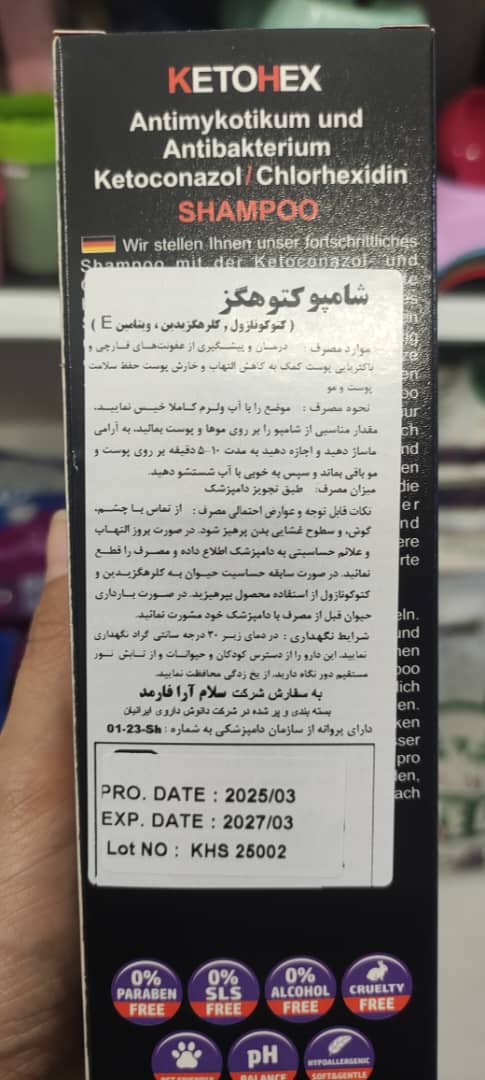 KETOHEX
Antimykotikum und
Antibakterium
Ketoconazol/Chlorhexidin
SHAMPOO
Wir stellen Ihnen unser fortschrittliches
Shampoo mit der Ketoconazol- und
شامپو کتوهگز
( کتوکونازول , کلرهگزیدین ، ویتامین E )
موارد مصرف : درمان و پیشگیری از عفونت‌های قارچی و
باکتریایی پوست کمک به کاهش التهاب و خارش پوست حفظ سلامت
پوست و مو
نحوه مصرف : موضع را با آب ولرم کاملا خیس نمایید.
مقدار مناسبی از شامپو را بر روی موها و پوست بمالید، به آرامی
ماساژ دهید و اجازه دهید به مدت ۱۰-۵ دقیقه بر روی پوست و
مو باقی بماند و سپس به خوبی با آب شستشو دهید.
میزان مصرف: طبق تجویز دامپزشک
نکات قابل توجه و عوارض احتمالی مصرف : از تماس با چشم،
گوش، و سطوح غشایی بدن پرهیز شود. در صورت بروز التهاب
و علائم حساسیتی به دامپزشک اطلاع داده و مصرف را قطع
نمائید. در صورت سابقه حساسیت حیوان به کلرهگزیدین و
کتوکونازول از استفاده محصول بپرهیزید. در صورت بارداری
حیوان قبل از مصرف با دامپزشک خود مشورت نمائید.
شرایط نگهداری : در دمای زیر ۳۰ درجه سانتی گراد نگهداری
نمایید. این دارو را از دسترس کودکان و حیوانات و از تابش نور
مستقیم دور نگاه دارید. از یخ زدگی محافظت نمایید.
به سفارش شرکت سلام آرا فارمد
بسته بندی و پر شده در شرکت دانوش داروی ایرانیان
دارای پروانه از سازمان دامپزشکی به شماره : 01-23-Sh
PRO. DATE : 2025/03
EXP. DATE : 2027/03
Lot NO : KHS 25002
0%
PARABEN
FREE
0%
SLS
FREE
0%
ALCOHOL
FREE
CRUELTY
FREE
pH
BALANCE
HYPOALLERGENIC
SOFT&GENTLE